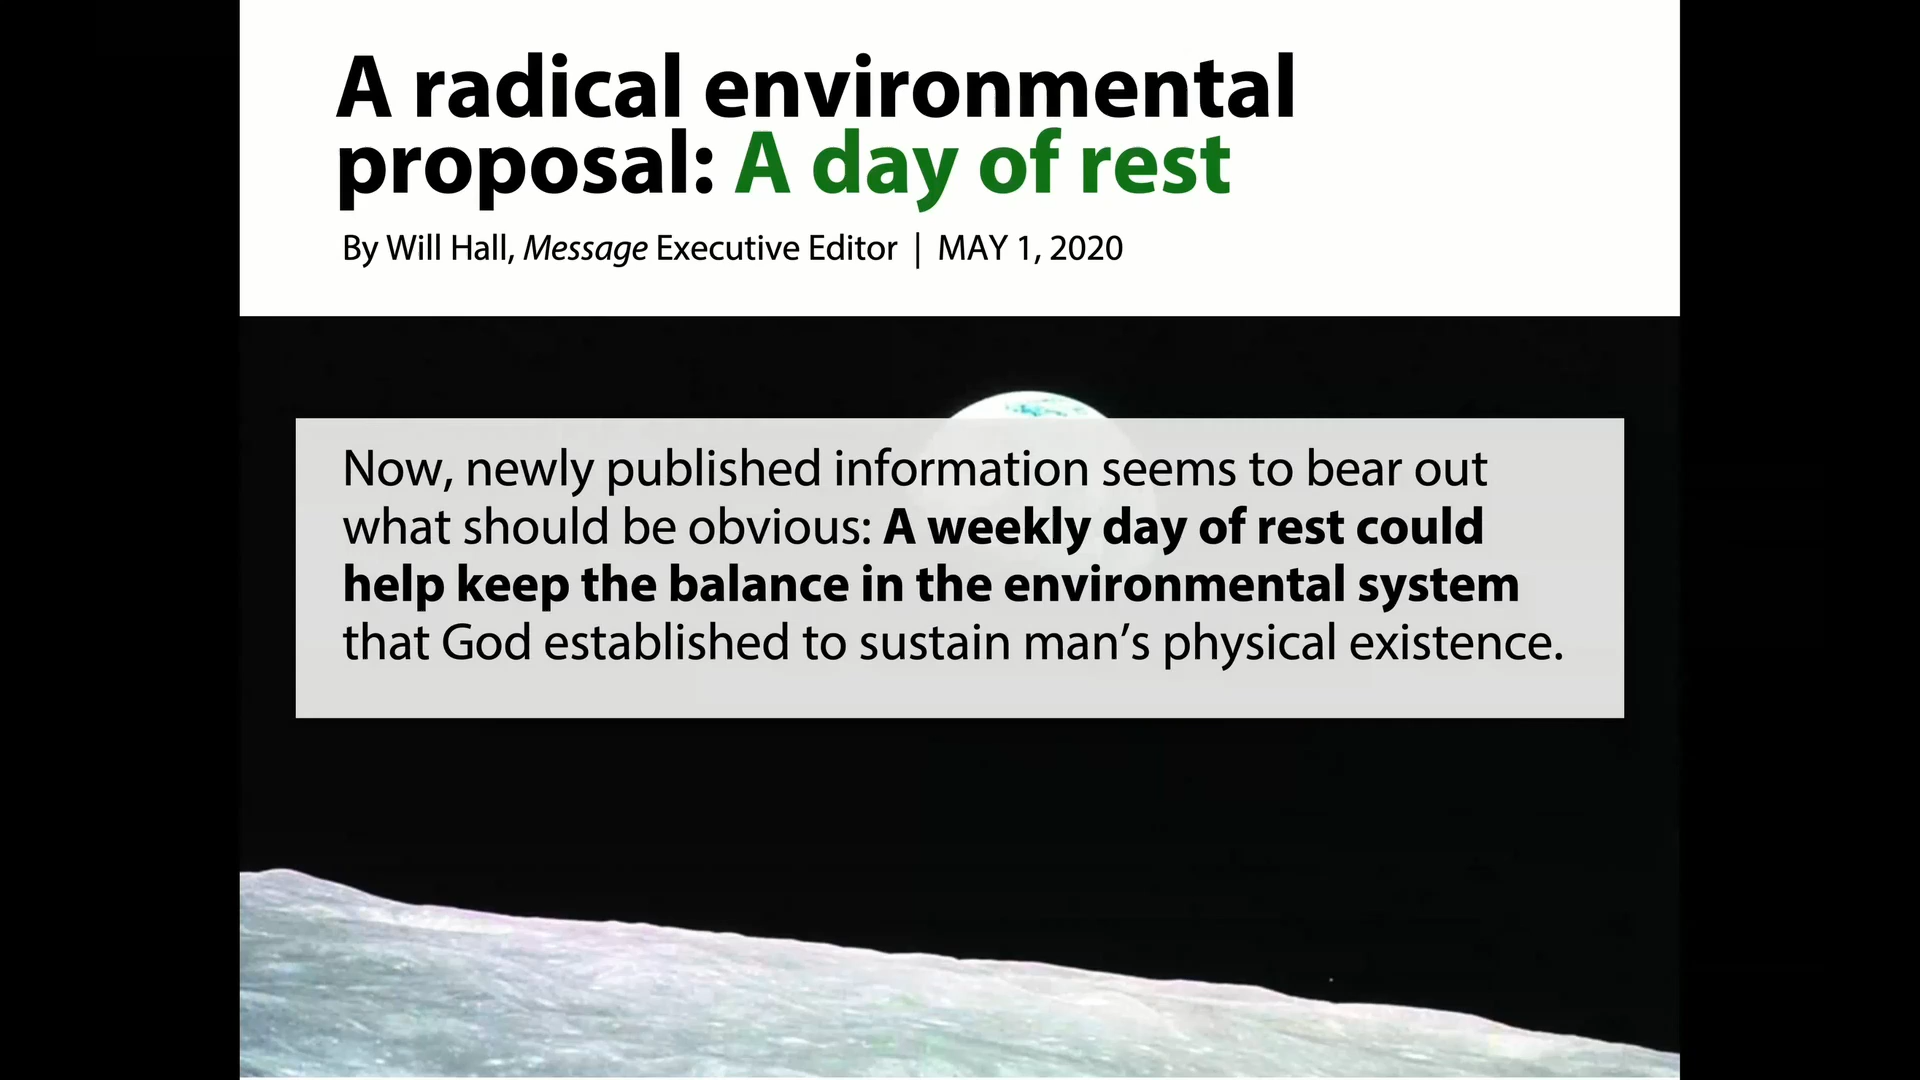 A radical environmental
proposal: A day of rest
By Will Hall, Message Executive Editor | MAY 1, 2020
Now, newly published information seems to bear out
what should be obvious: A weekly day of rest could
help keep the balance in the environmental system
that God established to sustain man’s physical existence.